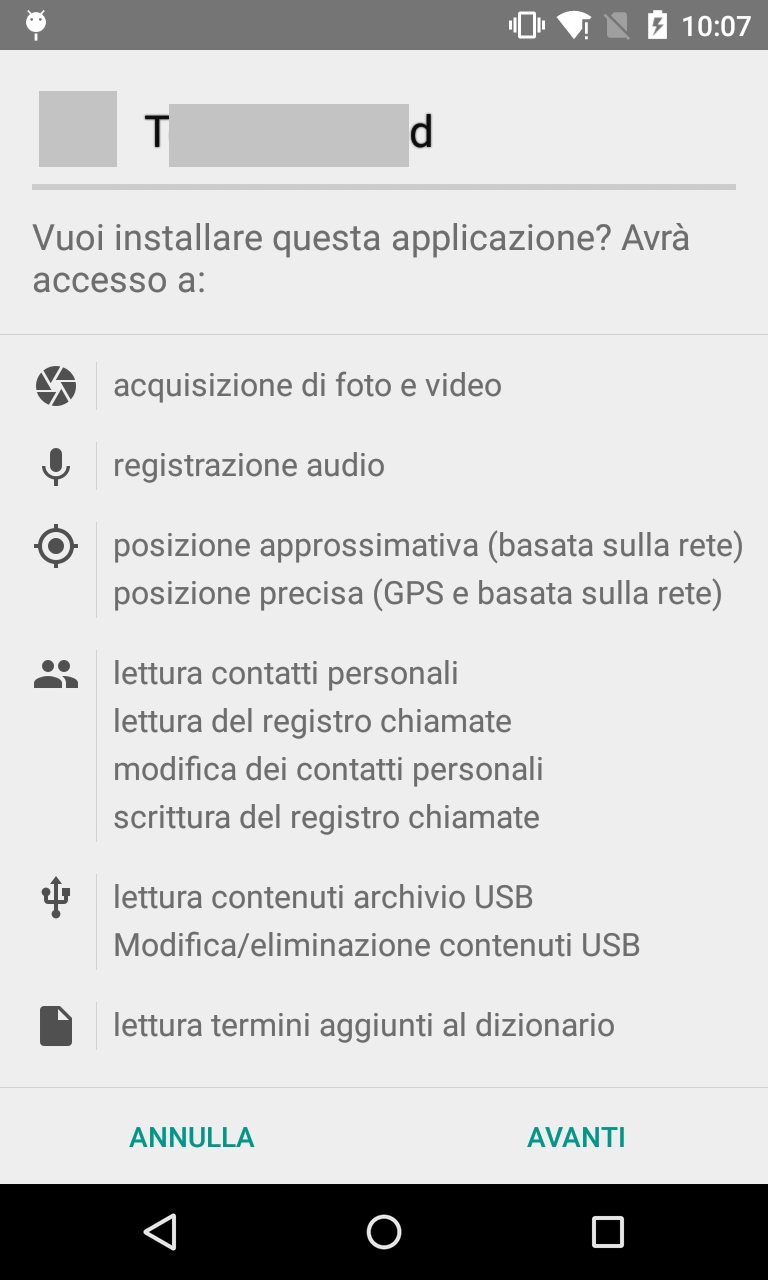 10:07
Vuoi installare questa applicazione? Avrà
accesso a:
acquisizione di foto e video
registrazione audio
posizione approssimativa (basata sulla rete)
posizione precisa (GPS e basata sulla rete)
lettura contatti personali
lettura del registro chiamate
modifica dei contatti personali
scrittura del registro chiamate
lettura contenuti archivio USB
Modifica/eliminazione contenuti USB
lettura termini aggiunti al dizionario
ANNULLA AVANTI